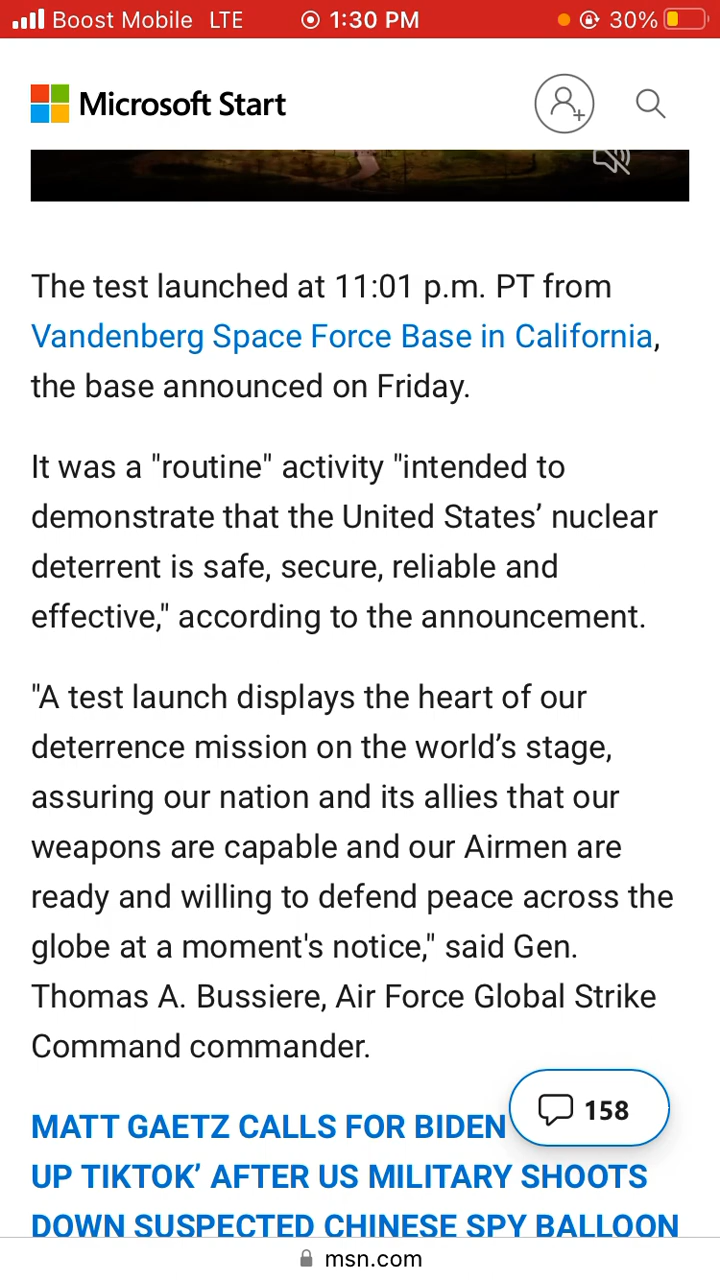 Boost Mobile LTE 1:30 PM 30%
Microsoft Start
The test launched at 11:01 p.m. PT from
Vandenberg Space Force Base in California,
the base announced on Friday.
It was a "routine" activity "intended to
demonstrate that the United States’ nuclear
deterrent is safe, secure, reliable and
effective," according to the announcement.
"A test launch displays the heart of our
deterrence mission on the world’s stage,
assuring our nation and its allies that our
weapons are capable and our Airmen are
ready and willing to defend peace across the
globe at a moment's notice," said Gen.
Thomas A. Bussiere, Air Force Global Strike
Command commander.
158
MATT GAETZ CALLS FOR BIDEN
UP TIKTOK’ AFTER US MILITARY SHOOTS
DOWN SUSPECTED CHINESE SPY BALLOON
msn.com